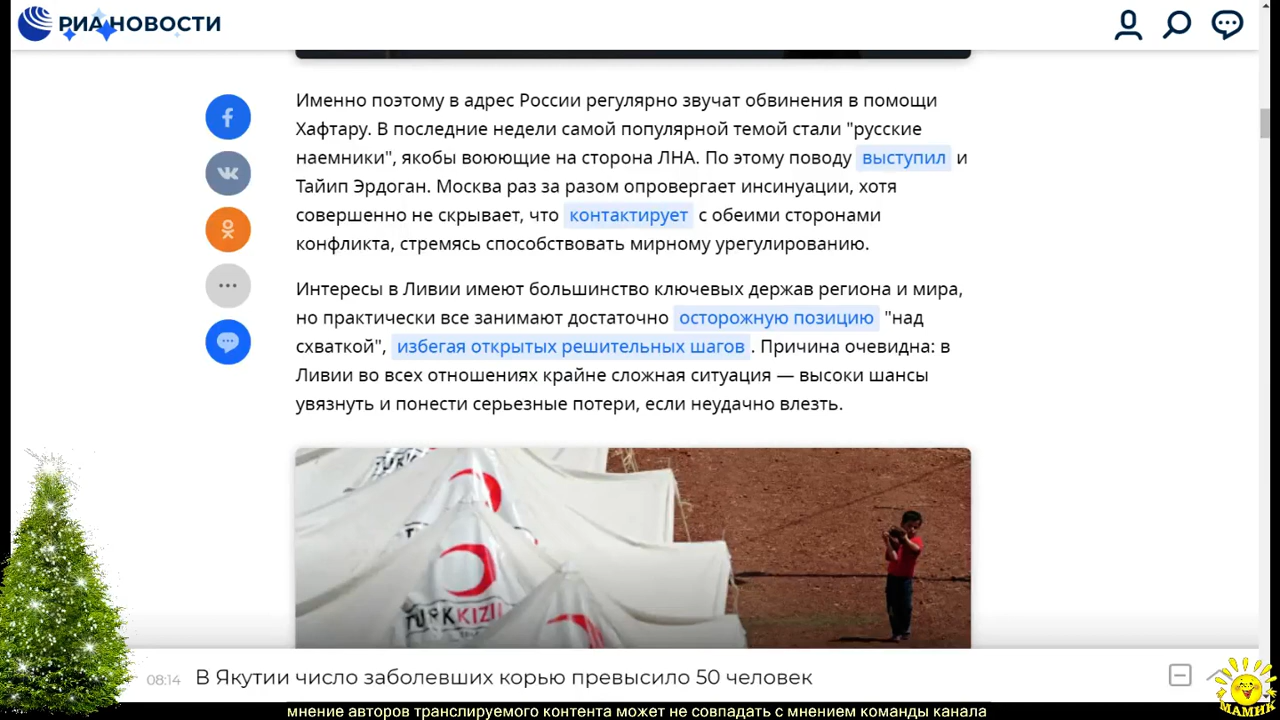 РИА НОВОСТИ
Именно поэтому в адрес России регулярно звучат обвинения в помощи
Хафтару. В последние недели самой популярной темой стали "русские
наемники", якобы воюющие на сторона ЛНА. По этому поводу выступил и
Тайип Эрдоган. Москва раз за разом опровергает инсинуации, хотя
совершенно не скрывает, что контактирует с обеими сторонами
конфликта, стремясь способствовать мирному урегулированию.
Интересы в Ливии имеют большинство ключевых держав региона и мира,
но практически все занимают достаточно осторожную позицию "над
схваткой", избегая открытых решительных шагов . Причина очевидна: в
Ливии во всех отношениях крайне сложная ситуация — высоки шансы
увязнуть и понести серьезные потери, если неудачно влезть.
TÜRKKIZIL
08:14 В Якутии число заболевших корью превысило 50 человек
МАМИК
мнение авторов транслируемого контента может не совпадать с мнением команды канала